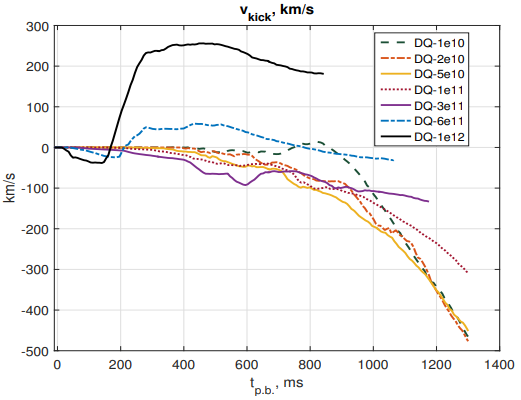 v_kick, km/s
300
200
100
0
-100
-200
-300
-400
-500
km/s
DQ-1e10
DQ-2e10
DQ-5e10
DQ-1e11
DQ-3e11
DQ-6e11
DQ-1e12
0 200 400 600 800 1000 1200 1400
t_p.b., ms